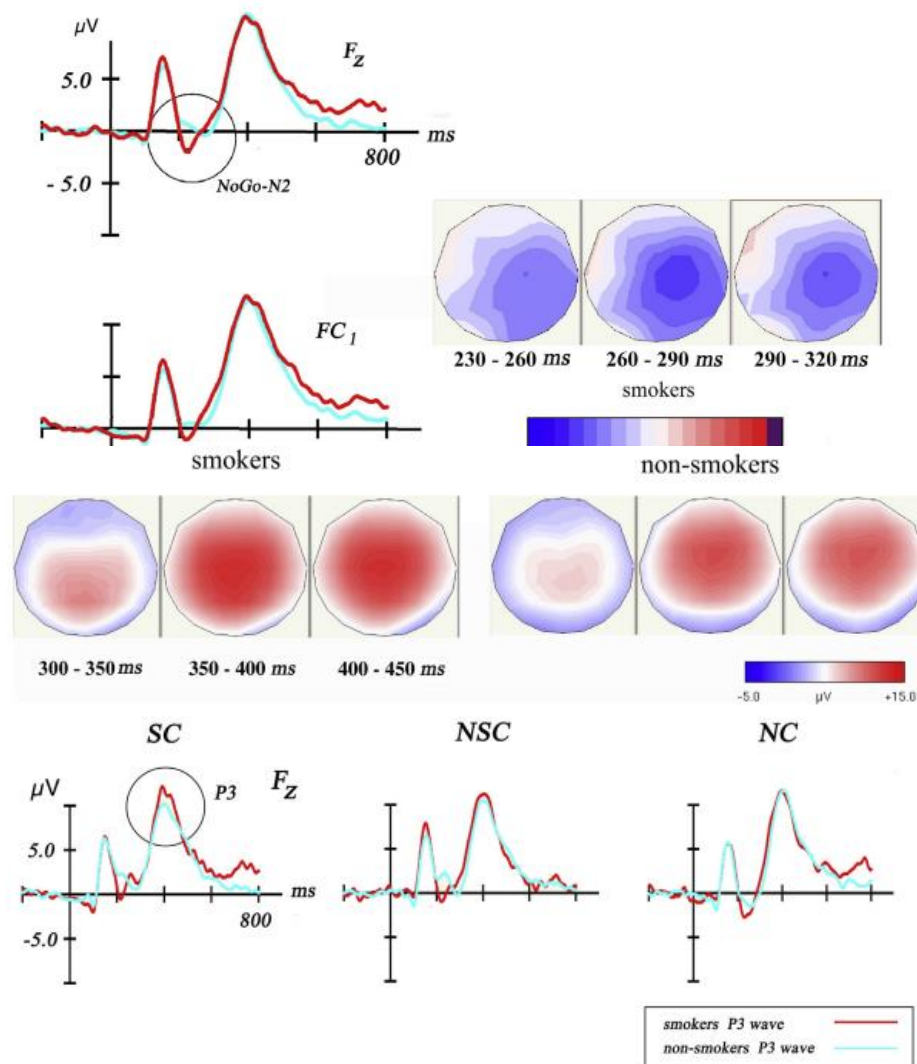 μV
F_Z
5.0
ms
800
- 5.0
NoGo-N2
FC_1
230 - 260 ms
260 - 290 ms
290 - 320 ms
smokers
smokers
non-smokers
300 - 350 ms
350 - 400 ms
400 - 450 ms
-5.0
μV
+15.0
SC
NSC
NC
μV
P3
F_Z
5.0
ms
800
-5.0
smokers P3 wave
non-smokers P3 wave